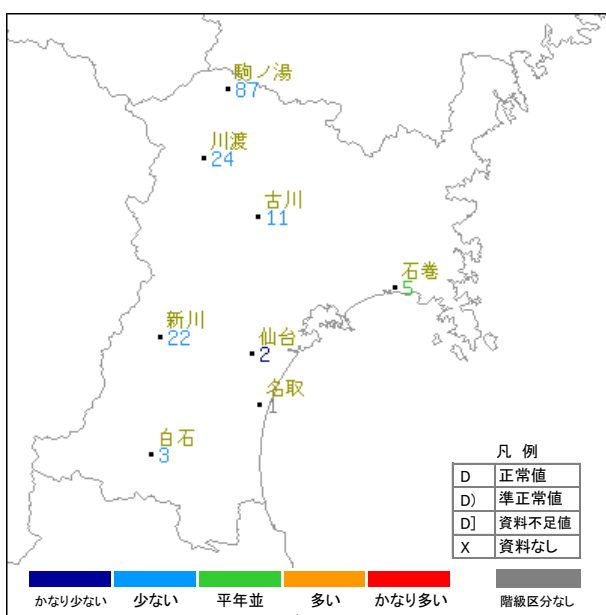 駒ノ湯
87
川渡
24
古川
11
石巻
5
新川
22
仙台
2
名取
1
白石
3
凡 例
D 正常値
D) 準正常値
D] 資料不足値
X 資料なし
かなり少ない 少ない 平年並 多い かなり多い 階級区分なし